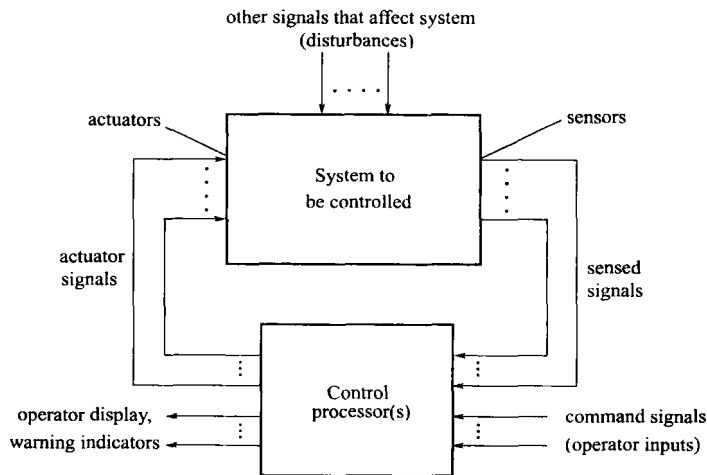 other signals that affect system
(disturbances)
actuators
sensors
System to
be controlled
actuator
signals
sensed
signals
Control
processor(s)
operator display,
warning indicators
command signals
(operator inputs)